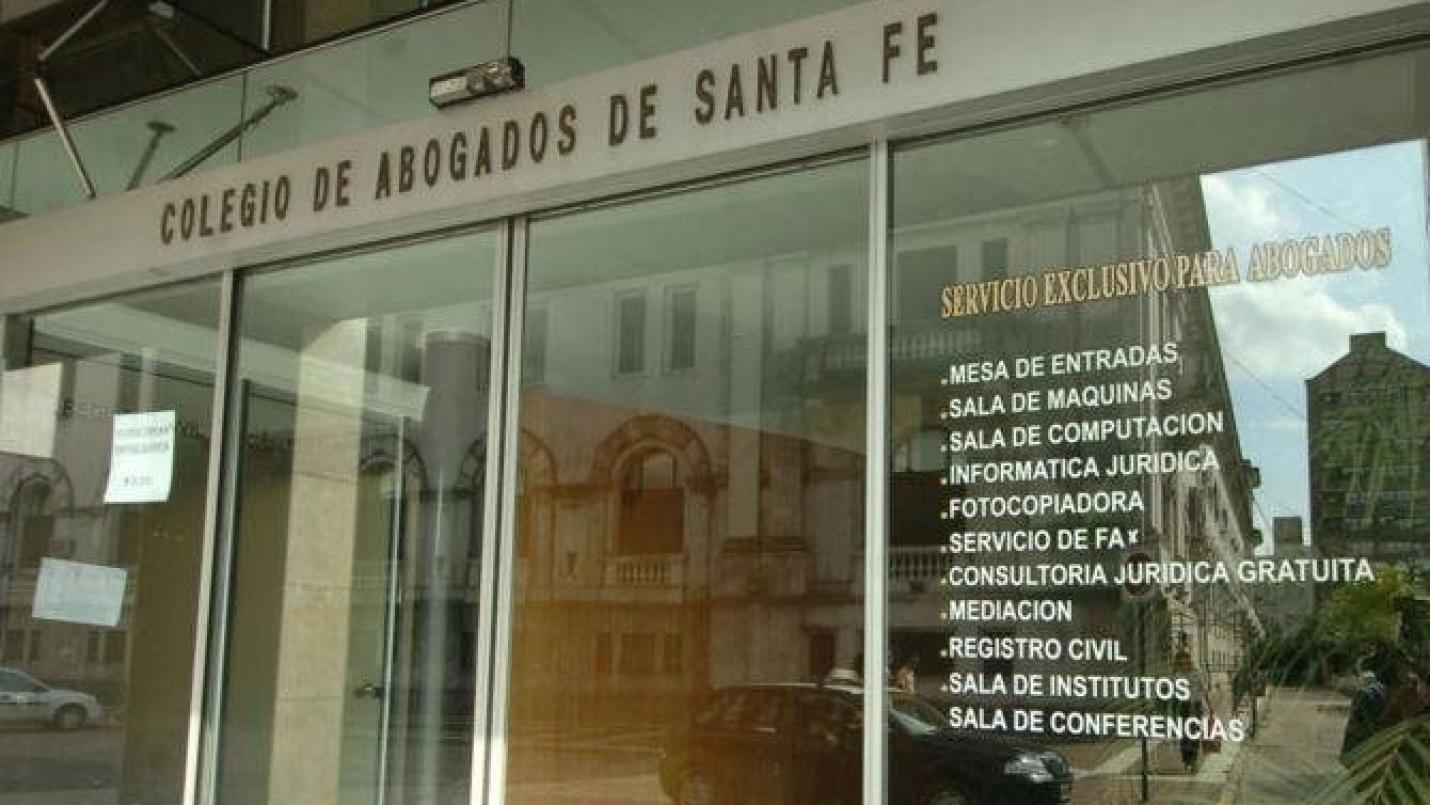 COLEGIO DE ABOGADOS DE SANTA FE
SERVICIO EXCLUSIVO PARA ABOGADOS
.MESA DE ENTRADAS
.SALA DE MAQUINAS
.SALA DE COMPUTACION
.INFORMATICA JURIDICA
.FOTOCOPIADORA
.SERVICIO DE FAX
.CONSULTORIA JURIDICA GRATUITA
.MEDIACION
.REGISTRO CIVIL
.SALA DE INSTITUTOS
SALA DE CONFERENCIAS